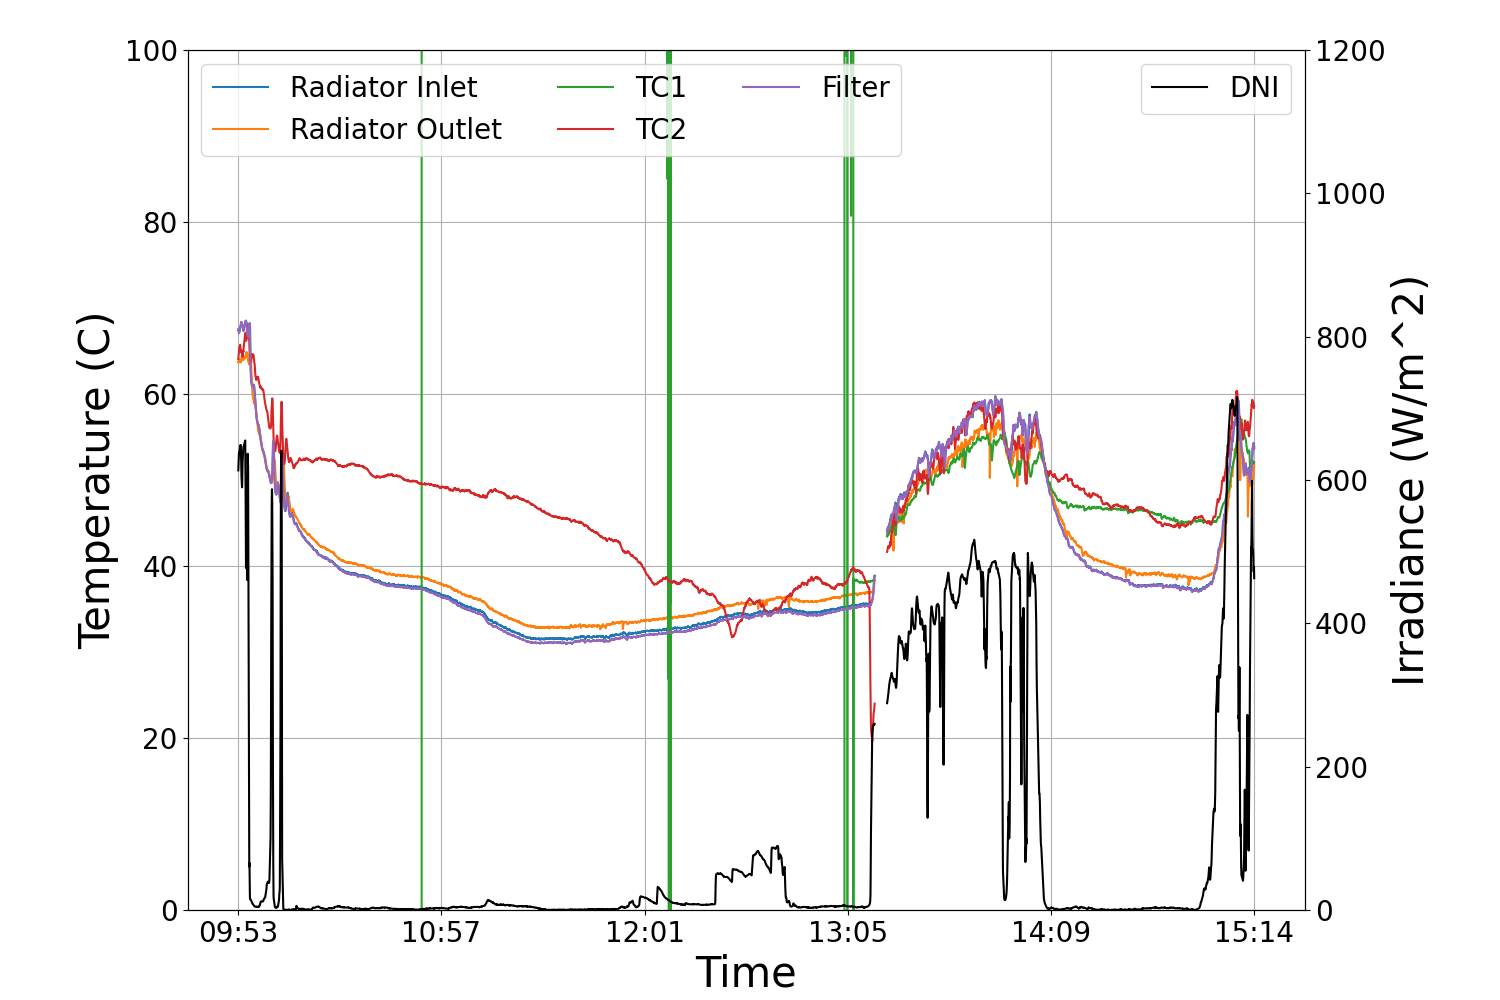 100
80
60
40
20
0
Temperature (C)
Radiator Inlet
Radiator Outlet
TC1
TC2
Filter
DNI
1200
1000
800
600
400
200
0
Irradiance (W/m^2)
09:53 10:57 12:01 13:05 14:09 15:14
Time